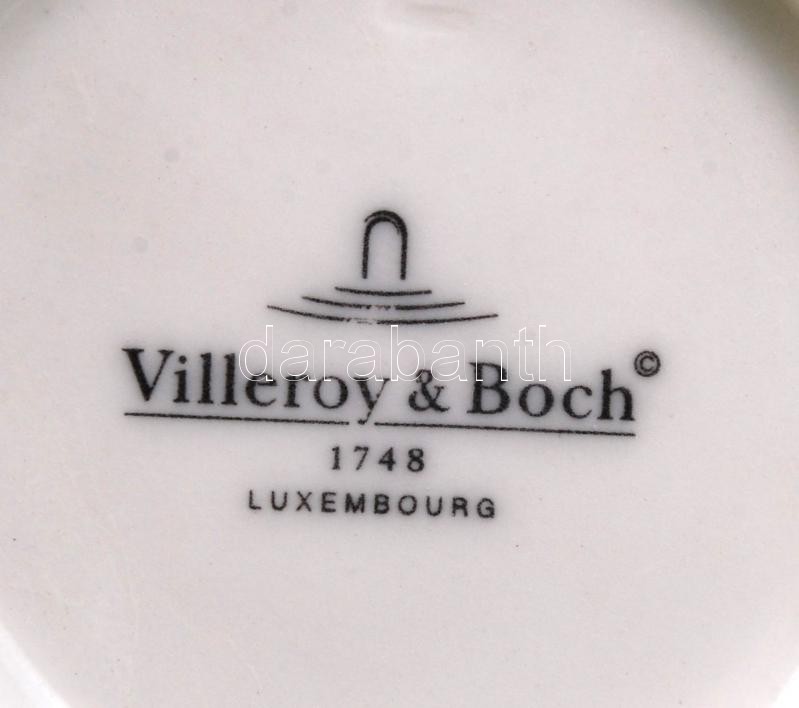 darabanth
Villeroy & Boch ©
1748
LUXEMBOURG